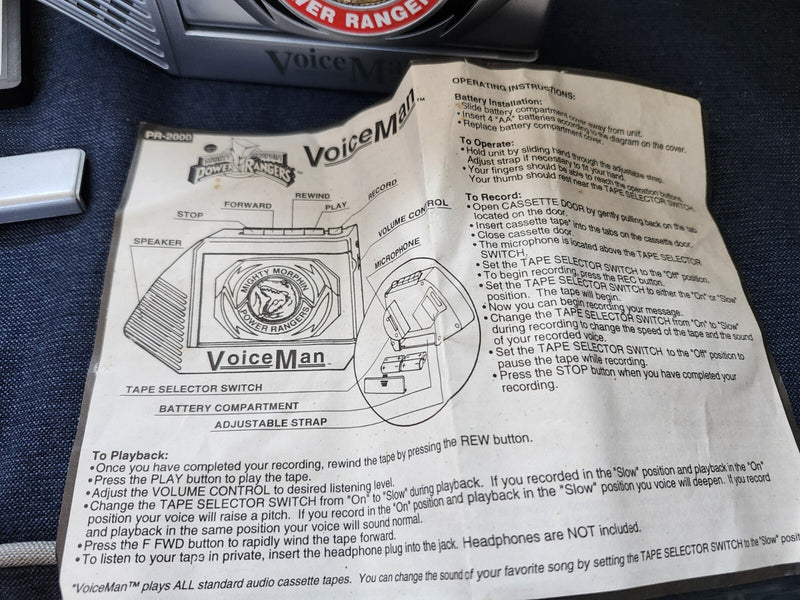 POWER RANGERS
VoiceMan
PR-2000
MIGHTY MORPHIN
POWER RANGERS™
VoiceMan™
STOP
FORWARD
REWIND
PLAY
RECORD
VOLUME CONTROL
MICROPHONE
SPEAKER
MIGHTY MORPHIN
POWER RANGERS
VoiceMan™
TAPE SELECTOR SWITCH
BATTERY COMPARTMENT
ADJUSTABLE STRAP
OPERATING INSTRUCTIONS:
Battery Installation:
• Slide battery compartment cover away from unit.
• Insert 4 "AA" batteries according to the diagram on the cover.
• Replace battery compartment cover.
To Operate:
• Hold unit by sliding hand through the adjustable strap.
Adjust strap if necessary to fit your hand.
• Your fingers should be able to reach the operation buttons.
Your thumb should rest near the TAPE SELECTOR SWITCH.
To Record:
• Open CASSETTE DOOR by gently pulling back on the tab
located on the door.
• Insert cassette tape* into the tabs on the cassette door.
• Close cassette door.
• The microphone is located above the TAPE SELECTOR
SWITCH.
• Set the TAPE SELECTOR SWITCH to the "Off" position.
• To begin recording, press the REC button.
• Set the TAPE SELECTOR SWITCH to either the "On" or "Slow"
position. The tape will begin.
• Now you can begin recording your message.
• Change the TAPE SELECTOR SWITCH from "On" to "Slow"
during recording to change the speed of the tape and the sound
of your recorded voice.
• Set the TAPE SELECTOR SWITCH to the "Off" position to
pause the tape while recording.
• Press the STOP button when you have completed your
recording.
To Playback:
• Once you have completed your recording, rewind the tape by pressing the REW button.
• Press the PLAY button to play the tape.
• Adjust the VOLUME CONTROL to desired listening level.
• Change the TAPE SELECTOR SWITCH from "On" to "Slow" during playback. If you recorded in the "Slow" position and playback in the "On"
position your voice will raise a pitch. If you record in the "On" position and playback in the "Slow" position you voice will deepen. If you record
and playback in the same position your voice will sound normal.
• Press the F FWD button to rapidly wind the tape forward.
• To listen to your tape in private, insert the headphone plug into the jack. Headphones are NOT included.
*VoiceMan™ plays ALL standard audio cassette tapes. You can change the sound of your favorite song by setting the TAPE SELECTOR SWITCH to the "Slow" posit